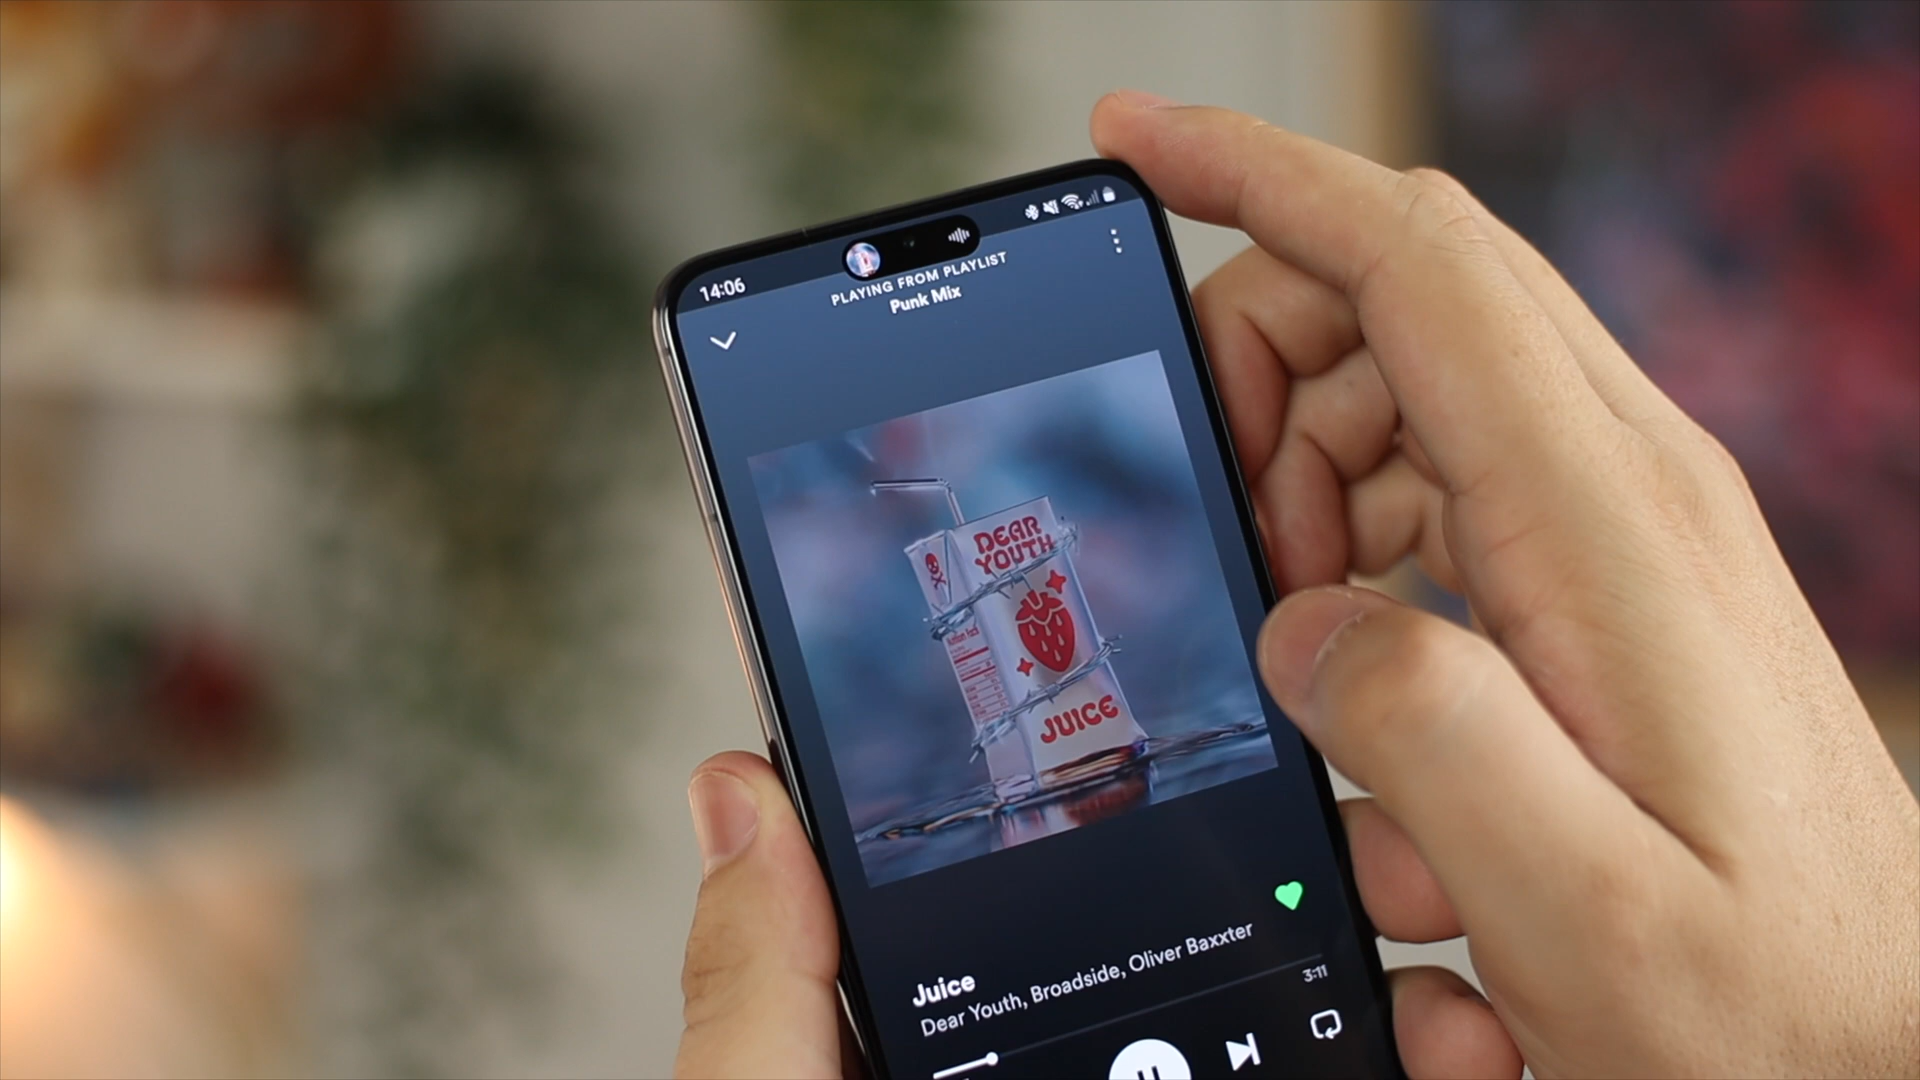 14:06
PLAYING FROM PLAYLIST
Punk Mix
DEAR
YOUTH
JUICE
Juice
Dear Youth, Broadside, Oliver Baxxter
3:11